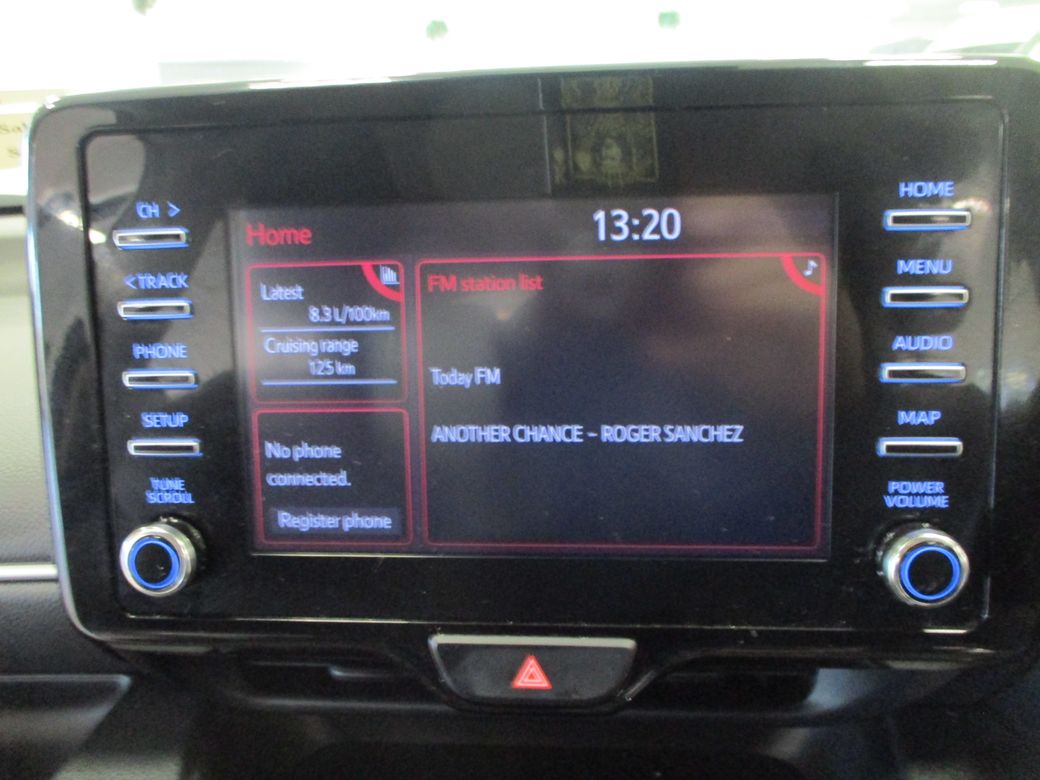 CH >
<TRACK
PHONE
SETUP
TUNE
SCROLL
Home
13:20
Latest
8.3 L/100km
Cruising range
125 km
No phone
connected.
Register phone
FM station list
Today FM
ANOTHER CHANCE - ROGER SANCHEZ
HOME
MENU
AUDIO
MAP
POWER
VOLUME